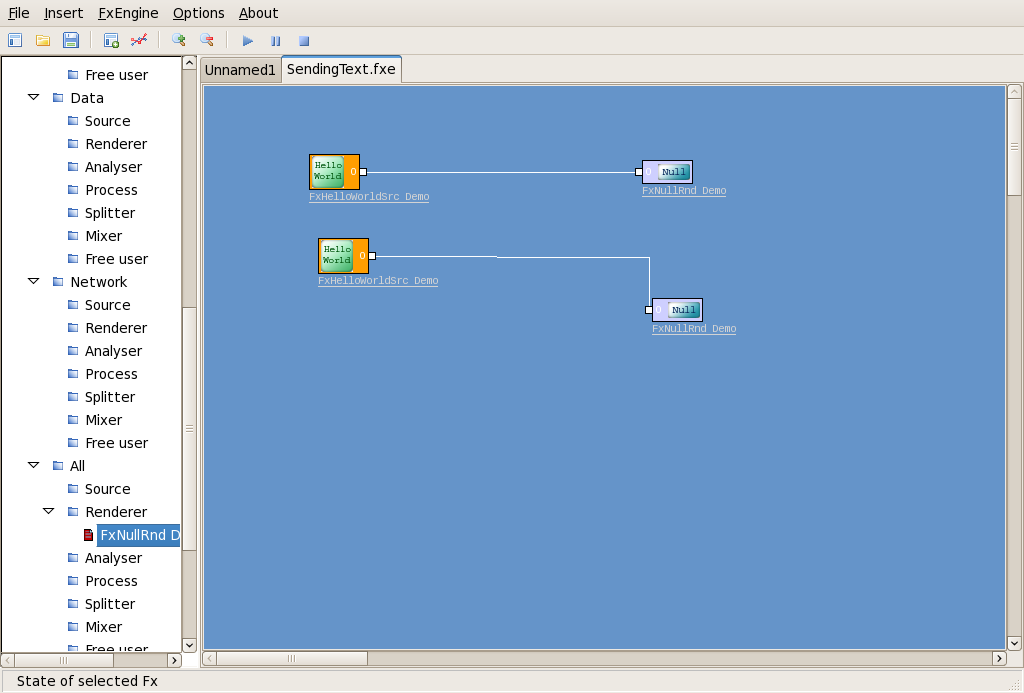 File Insert FxEngine Options About
Unnamed1 SendingText.fxe
Free user
Data
Source
Renderer
Analyser
Process
Splitter
Mixer
Free user
Network
Source
Renderer
Analyser
Process
Splitter
Mixer
Free user
All
Source
Renderer
FxNullRnd D
Analyser
Process
Splitter
Mixer
Free user
Hello
World
0
FxHelloWorldSrc Demo
0 Null
FxNullRnd Demo
Hello
World
0
FxHelloWorldSrc Demo
0 Null
FxNullRnd Demo
State of selected Fx